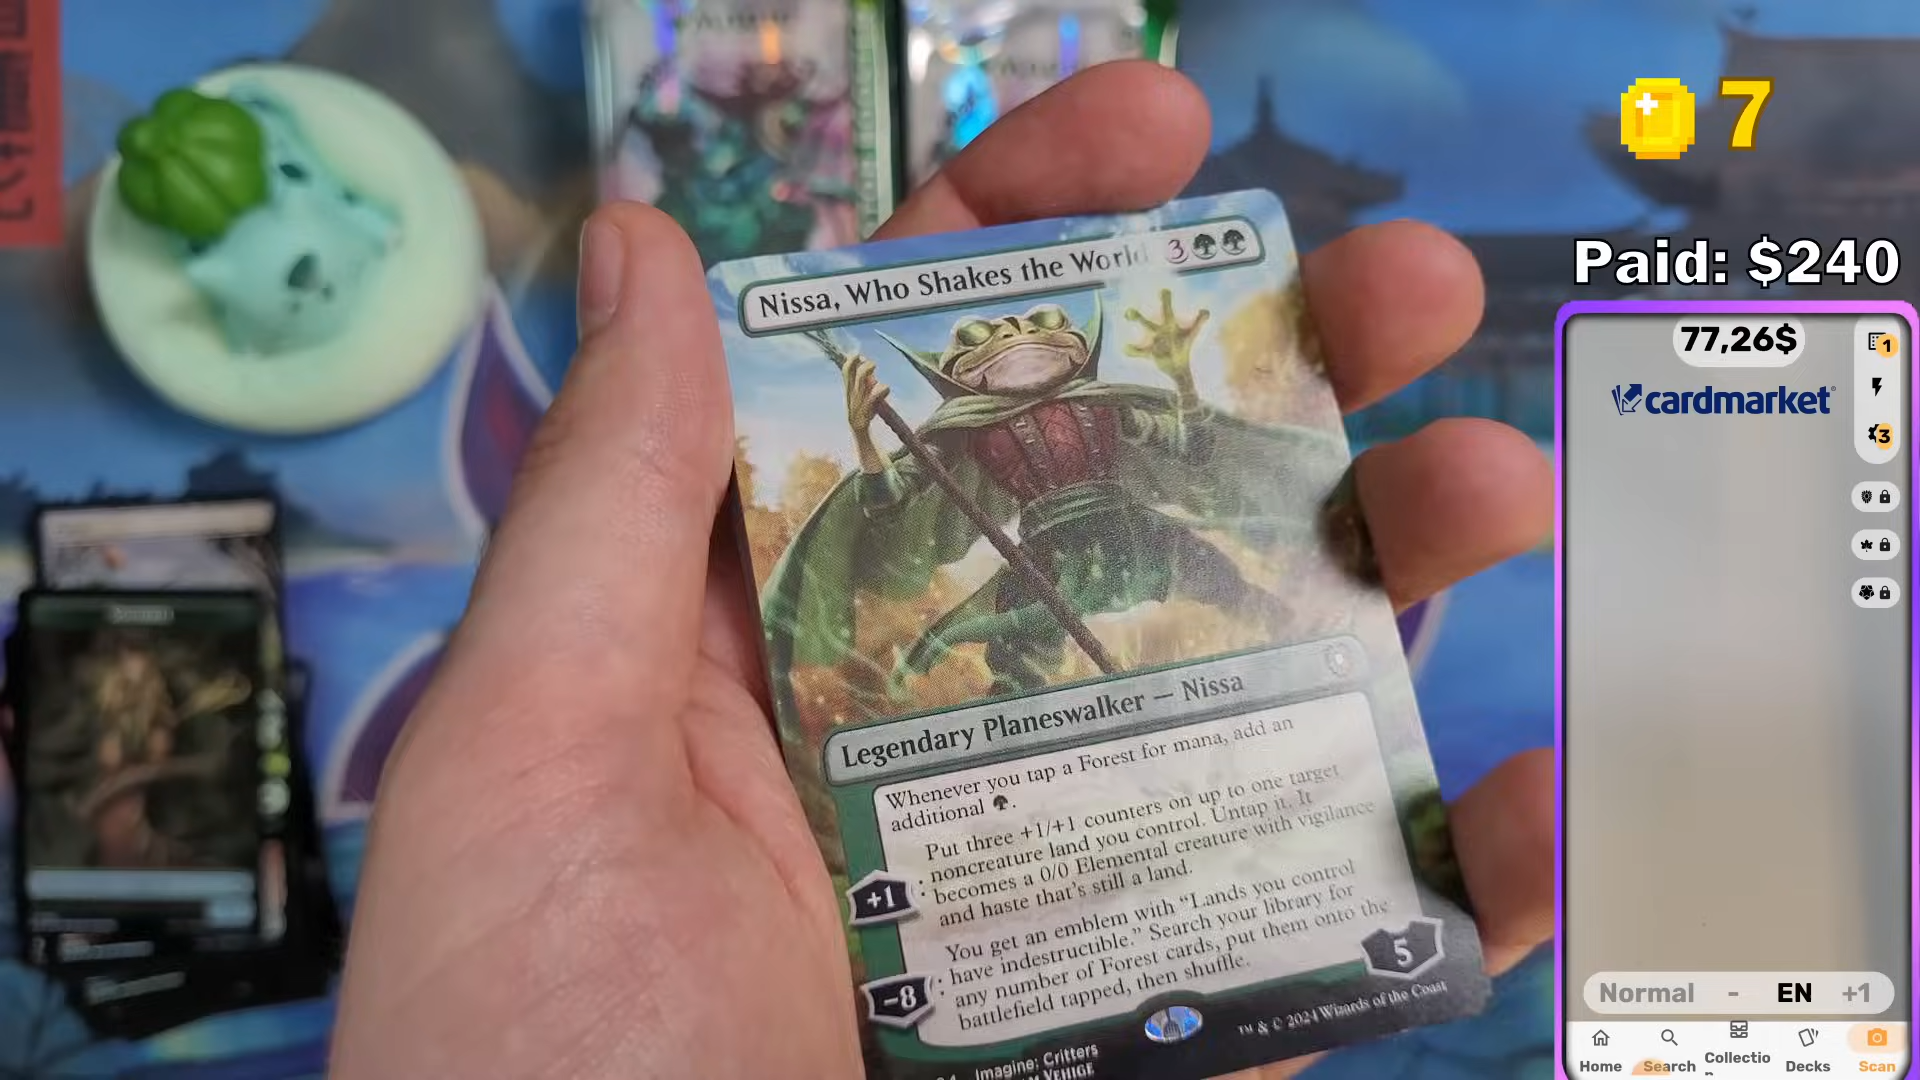 7
Paid: $240
77,26$
1
cardmarket
3
Nissa, Who Shakes the World 3
Legendary Planeswalker — Nissa
Whenever you tap a Forest for mana, add an
additional .
Put three +1/+1 counters on up to one target
noncreature land you control. Untap it. It
+1 : becomes a 0/0 Elemental creature with vigilance
and haste that's still a land.
You get an emblem with "Lands you control
have indestructible." Search your library for
-8 : any number of Forest cards, put them onto the
battlefield tapped, then shuffle.
5
Imagine: Critters
™ & © 2024 Wizards of the Coast
VEHIGE
Normal - EN +1
Home Search Collectio
n Decks Scan